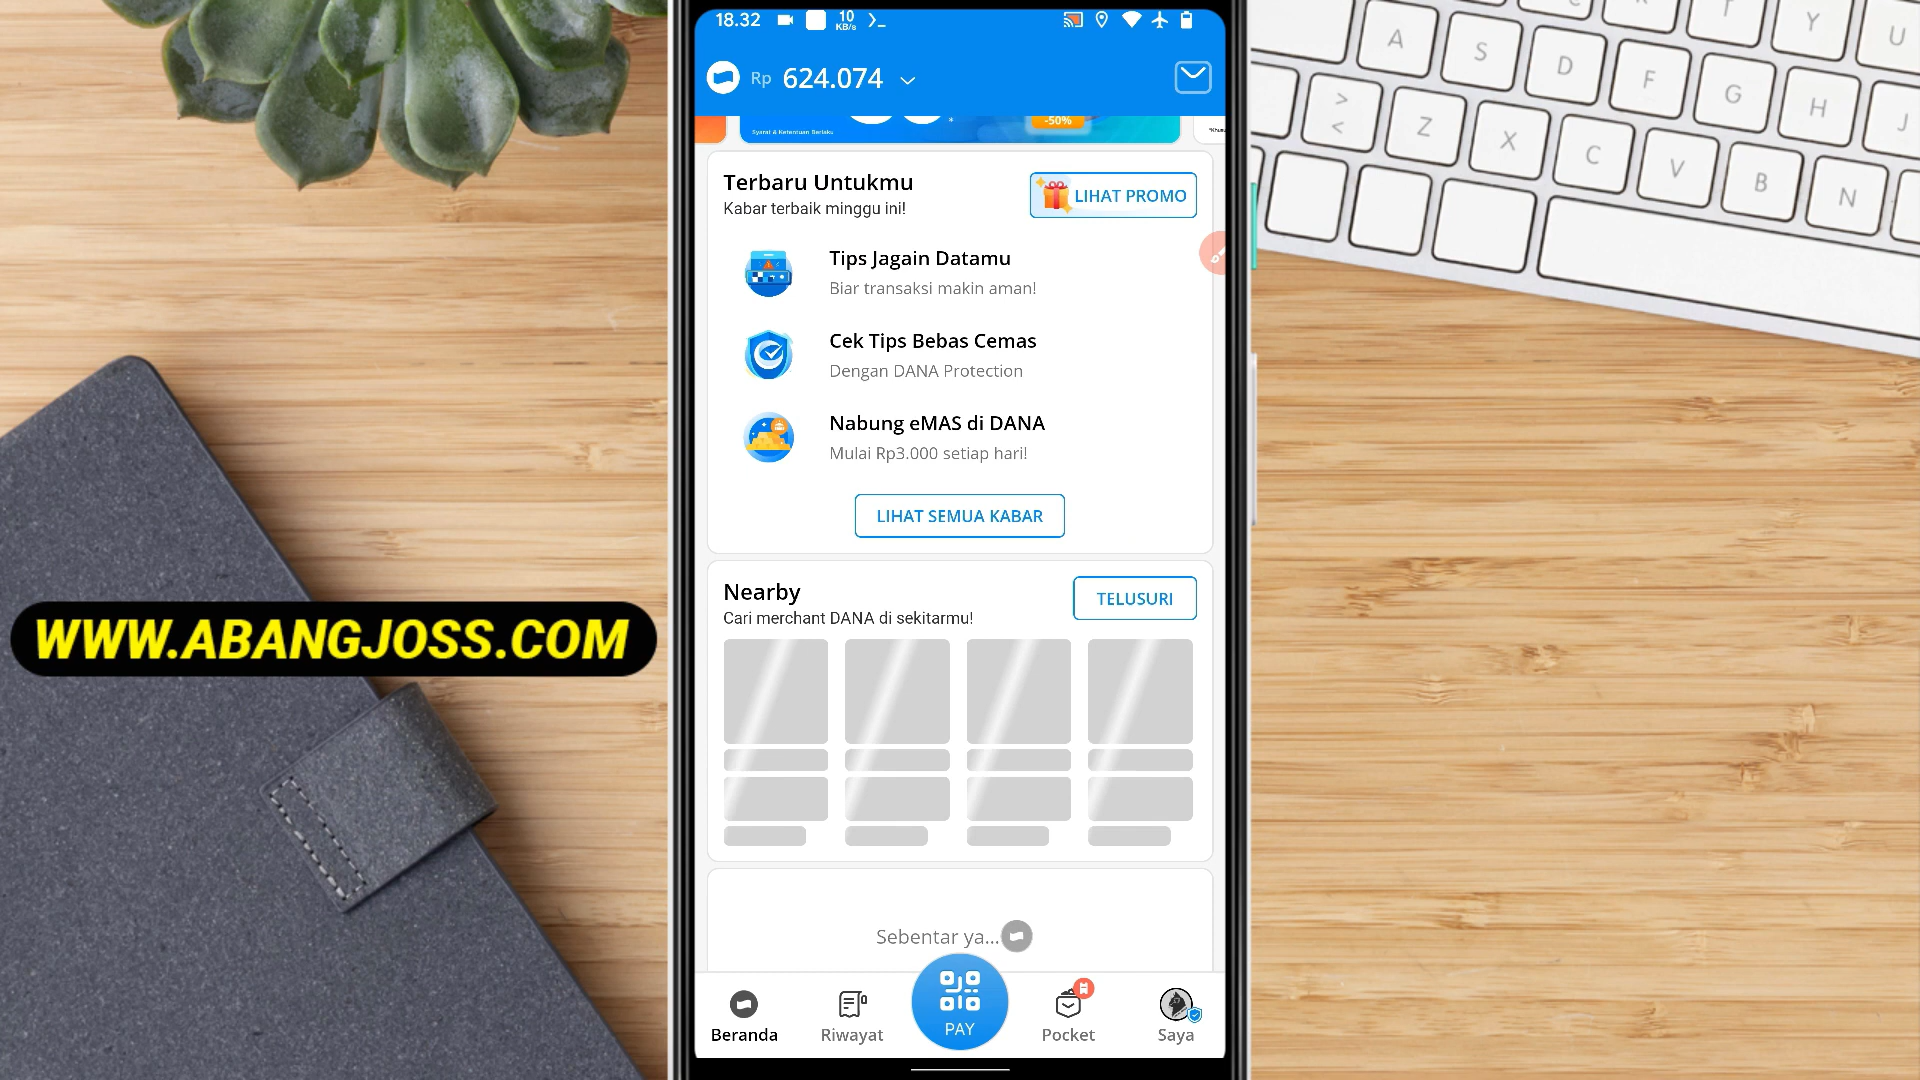 18.32
10
KB/s
Rp 624.074
Syarat & Ketentuan Berlaku
-50%
Terbaru Untukmu
Kabar terbaik minggu ini!
LIHAT PROMO
Tips Jagain Datamu
Biar transaksi makin aman!
Cek Tips Bebas Cemas
Dengan DANA Protection
Nabung eMAS di DANA
Mulai Rp3.000 setiap hari!
LIHAT SEMUA KABAR
Nearby
Cari merchant DANA di sekitarmu!
TELUSURI
WWW.ABANGJOSS.COM
Sebentar ya...
PAY
Beranda
Riwayat
Pocket
Saya
Y
A S D F G H J U
> <
Z X C V B N